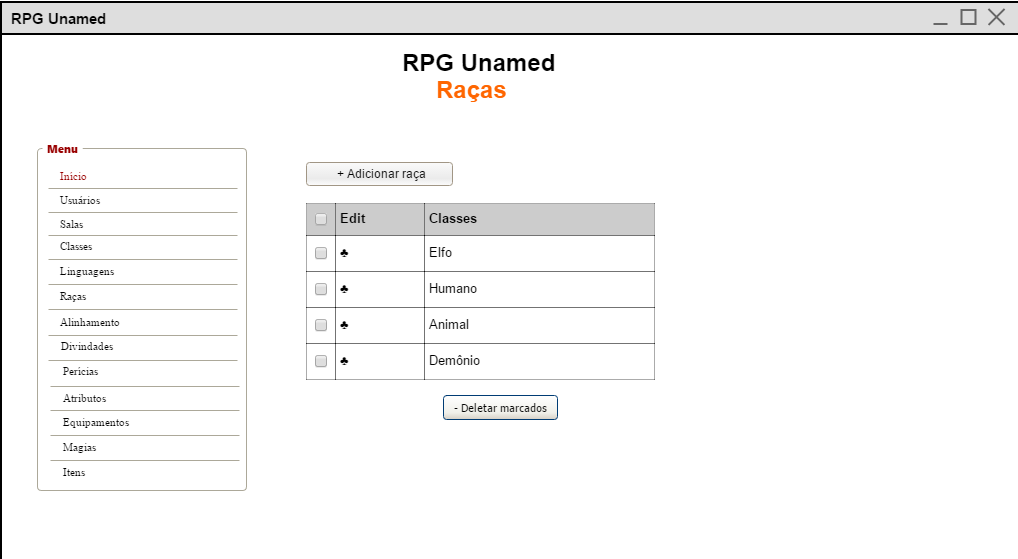 RPG Unamed
RPG Unamed
Raças
Menu
Inicio
Usuários
Salas
Classes
Linguagens
Raças
Alinhamento
Divindades
Perícias
Atributos
Equipamentos
Magias
Itens
+ Adicionar raça
Edit Classes
♣ Elfo
♣ Humano
♣ Animal
♣ Demônio
- Deletar marcados